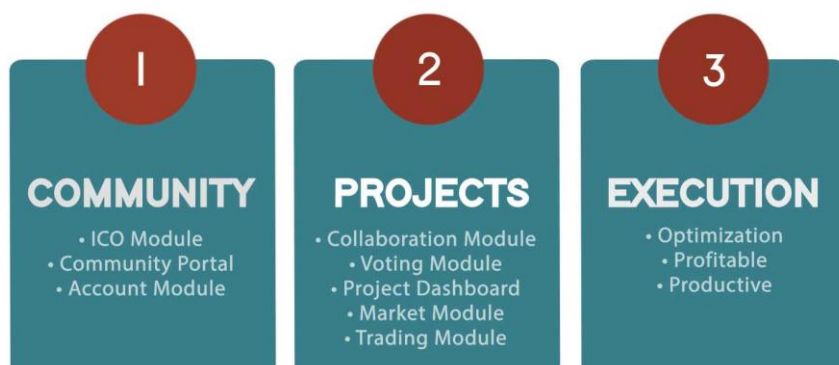 1
COMMUNITY
• ICO Module
• Community Portal
• Account Module
2
PROJECTS
• Collaboration Module
• Voting Module
• Project Dashboard
• Market Module
• Trading Module
3
EXECUTION
• Optimization
• Profitable
• Productive